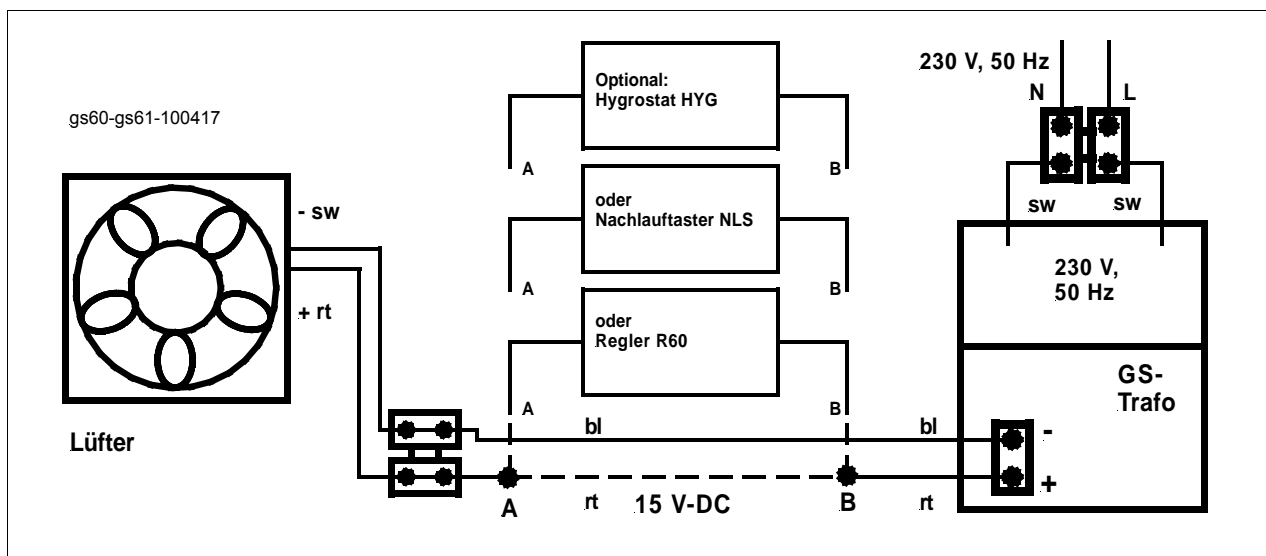 gs60-gs61-100417
Optional:
Hygrostat HYG
A
B
oder
Nachlauftaster NLS
A
B
oder
Regler R60
A
B
230 V, 50 Hz
N
L
sw
sw
230 V,
50 Hz
GS-
Trafo
-
+
- sw
+ rt
Lüfter
bl
bl
A
rt
15 V-DC
B
rt